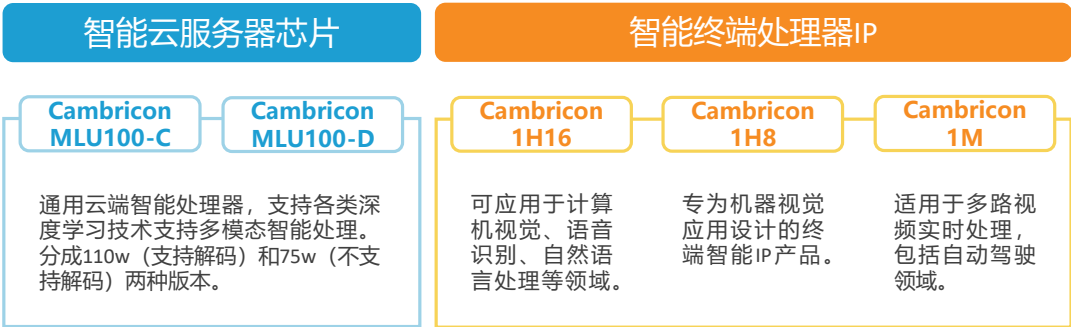 智能云服务器芯片
智能终端处理器IP
Cambricon
MLU100-C
Cambricon
MLU100-D
Cambricon
1H16
Cambricon
1H8
Cambricon
1M
通用云端智能处理器，支持各类深
度学习技术支持多模态智能处理。
分成110w（支持解码）和75w（不支
持解码）两种版本。
可应用于计算
机视觉、语音
识别、自然语
言处理等领域。
专为机器视觉
应用设计的终
端智能IP产品。
适用于多路视
频实时处理，
包括自动驾驶
领域。